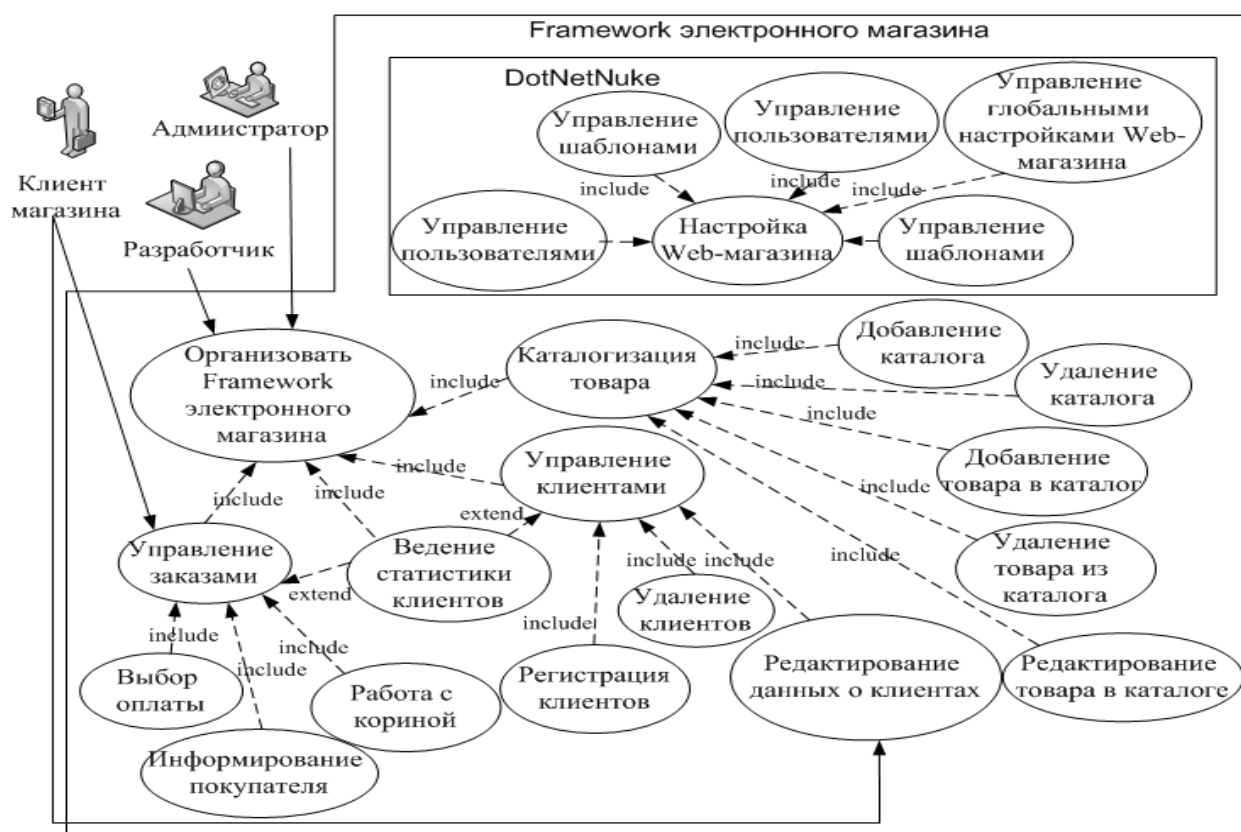 Framework электронного магазина
DotNetNuke
Управление
шаблонами
Управление
пользователями
Управление
глобальными
настройками Web-
магазина
include
include
include
Управление
пользователями
Настройка
Web-магазина
Управление
шаблонами
Клиент
магазина
Адмиистратор
Разработчик
Организовать
Framework
электронного
магазина
include
Каталогизация
товара
include
Добавление
каталога
include
Удаление
каталога
include
Добавление
товара в каталог
include
Удаление
товара из
каталога
include
Редактирование
товара в каталоге
include
Управление
клиентами
include
include
extend
Управление
заказами
extend
Ведение
статистики
клиентов
include
include
include
Удаление
клиентов
Регистрация
клиентов
Редактирование
данных о клиентах
include
include
include
Выбор
оплаты
Работа с
кориной
Информирование
покупателя